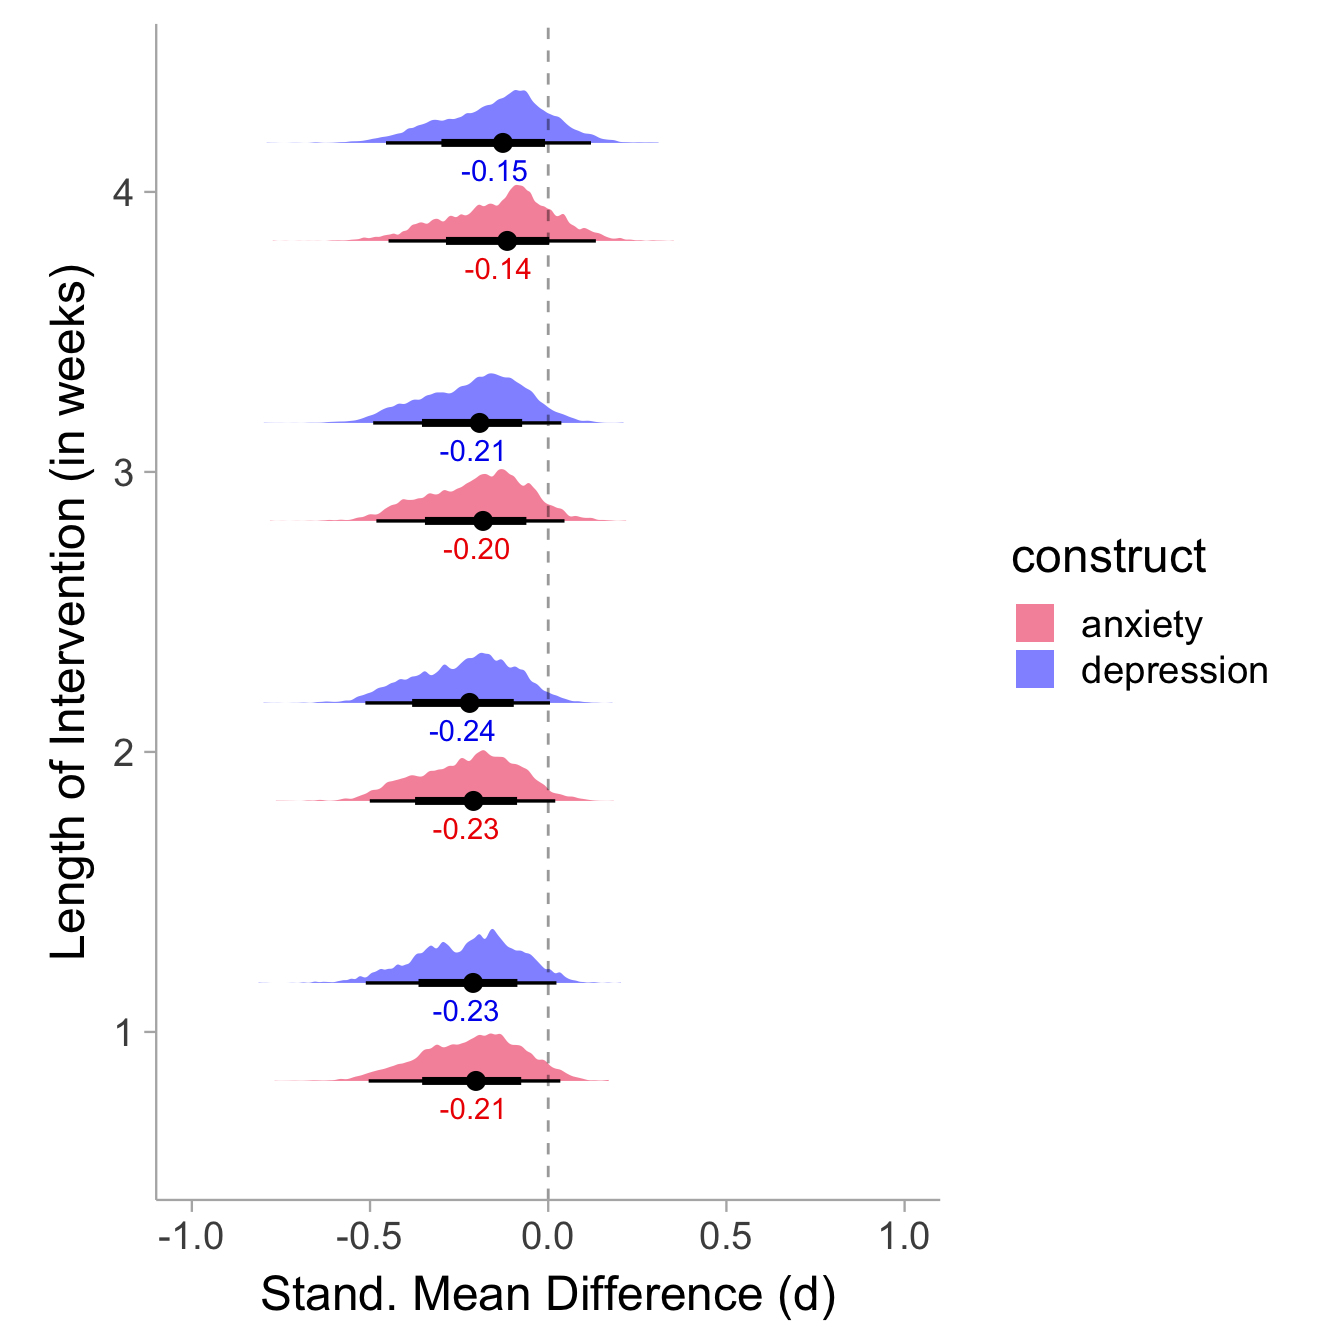 -0.15
4
-0.14
-0.21
3
-0.20
-0.24
2
-0.23
-0.23
1
-0.21
-1.0 -0.5 0.0 0.5 1.0
Stand. Mean Difference (d)
Length of Intervention (in weeks)
construct
anxiety
depression